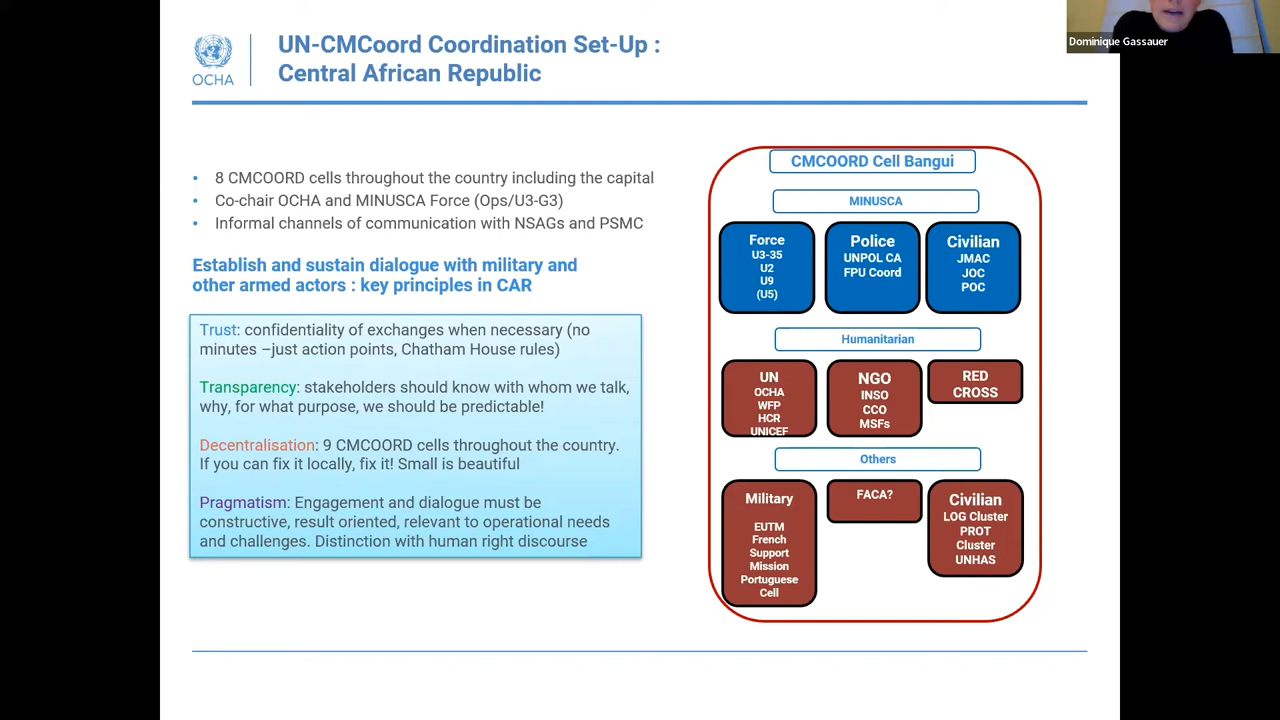 OCHA
UN-CMCoord Coordination Set-Up :
Central African Republic
Dominique Gassauer
• 8 CMCOORD cells throughout the country including the capital
• Co-chair OCHA and MINUSCA Force (Ops/U3-G3)
• Informal channels of communication with NSAGs and PSMC
Establish and sustain dialogue with military and
other armed actors : key principles in CAR
Trust: confidentiality of exchanges when necessary (no
minutes –just action points, Chatham House rules)
Transparency: stakeholders should know with whom we talk,
why, for what purpose, we should be predictable!
Decentralisation: 9 CMCOORD cells throughout the country.
If you can fix it locally, fix it! Small is beautiful
Pragmatism: Engagement and dialogue must be
constructive, result oriented, relevant to operational needs
and challenges. Distinction with human right discourse
CMCOORD Cell Bangui
MINUSCA
Force
U3-35
U2
U9
(U5)
Police
UNPOL CA
FPU Coord
Civilian
JMAC
JOC
POC
Humanitarian
UN
OCHA
WFP
HCR
UNICEF
NGO
INSO
CCO
MSFs
RED
CROSS
Others
Military
EUTM
French
Support
Mission
Portuguese
Cell
FACA?
Civilian
LOG Cluster
PROT
Cluster
UNHAS